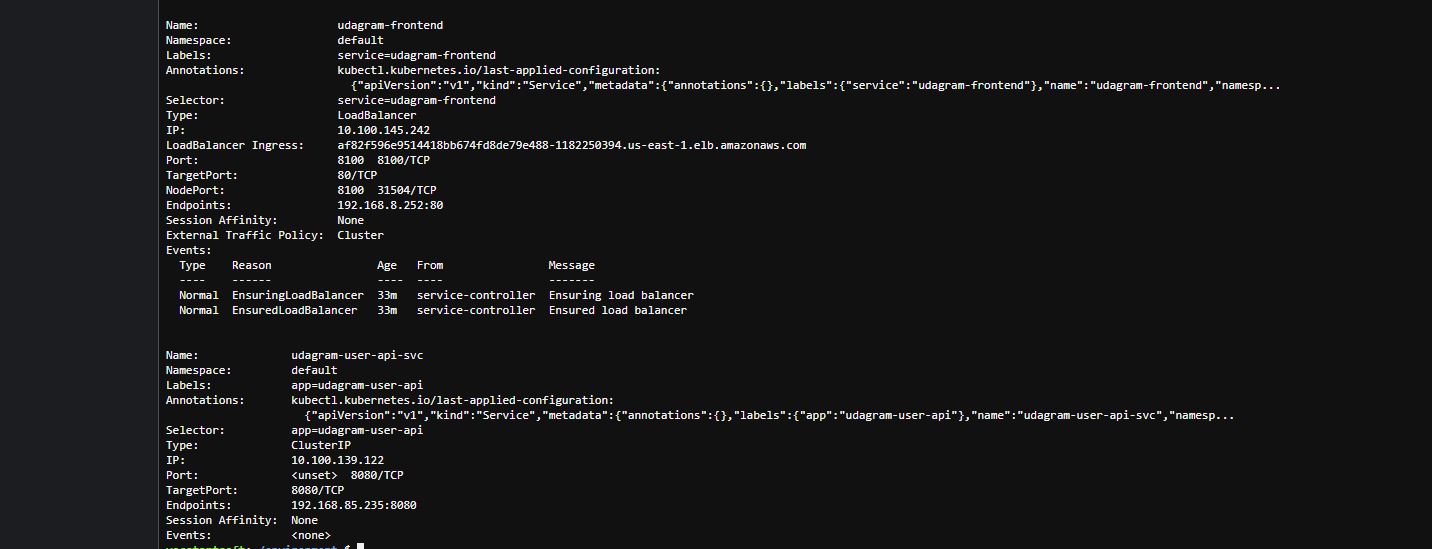 Name: udagram-frontend
Namespace: default
Labels: service=udagram-frontend
Annotations: kubectl.kubernetes.io/last-applied-configuration:
{"apiVersion":"v1","kind":"Service","metadata":{"annotations":{},"labels":{"service":"udagram-frontend"},"name":"udagram-frontend","namesp...
Selector: service=udagram-frontend
Type: LoadBalancer
IP: 10.100.145.242
LoadBalancer Ingress: af82f596e9514418bb674fd8de79e488-1182250394.us-east-1.elb.amazonaws.com
Port: 8100 8100/TCP
TargetPort: 80/TCP
NodePort: 8100 31504/TCP
Endpoints: 192.168.8.252:80
Session Affinity: None
External Traffic Policy: Cluster
Events:
Type Reason Age From Message
---- ------ ---- ---- -------
Normal EnsuringLoadBalancer 33m service-controller Ensuring load balancer
Normal EnsuredLoadBalancer 33m service-controller Ensured load balancer
Name: udagram-user-api-svc
Namespace: default
Labels: app=udagram-user-api
Annotations: kubectl.kubernetes.io/last-applied-configuration:
{"apiVersion":"v1","kind":"Service","metadata":{"annotations":{},"labels":{"app":"udagram-user-api"},"name":"udagram-user-api-svc","namesp...
Selector: app=udagram-user-api
Type: ClusterIP
IP: 10.100.139.122
Port: <unset> 8080/TCP
TargetPort: 8080/TCP
Endpoints: 192.168.85.235:8080
Session Affinity: None
Events: <none>